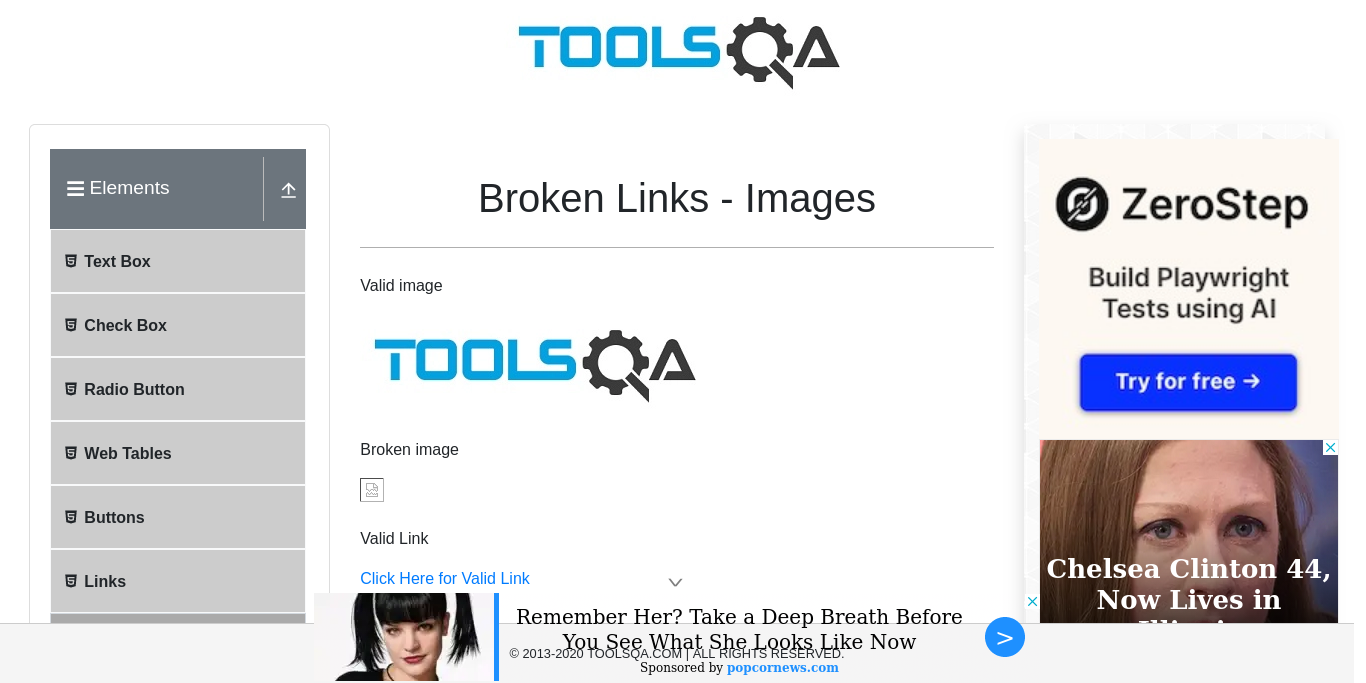 TOOLSQA
Elements
Text Box
Check Box
Radio Button
Web Tables
Buttons
Links
Broken Links - Images
Valid image
TOOLSQA
Broken image
Valid Link
Click Here for Valid Link
ZeroStep
Build Playwright
Tests using AI
Try for free →
Chelsea Clinton 44,
Now Lives in
Remember Her? Take a Deep Breath Before
You See What She Looks Like Now
Sponsored by popcornews.com
>
© 2013-2020 TOOLSQA.COM | ALL RIGHTS RESERVED.